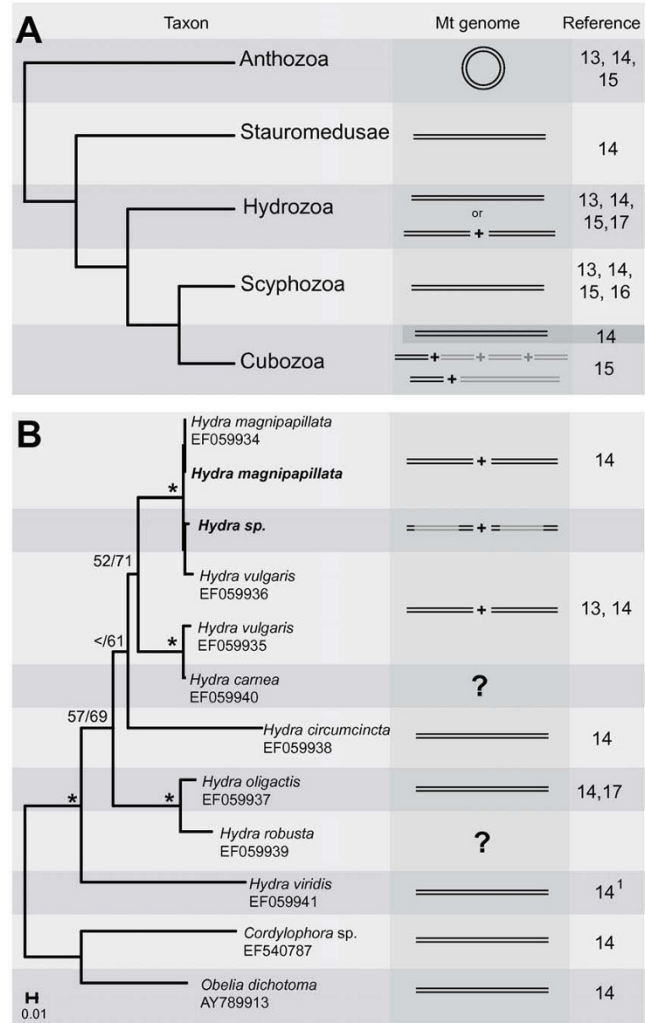 A
Taxon Mt genome Reference
Anthozoa 13, 14,
15
Stauromedusae 14
Hydrozoa or + 13, 14,
15,17
Scyphozoa 13, 14,
15, 16
14
Cubozoa + + + + 15
B
Hydra magnipapillata
EF059934
Hydra magnipapillata + 14
*
Hydra sp. +
52/71
Hydra vulgaris
EF059936
+ 13, 14
</61
Hydra vulgaris
EF059935
*
Hydra carnea
EF059940
?
57/69
Hydra circumcincta
EF059938
14
Hydra oligactis
EF059937
14,17
* *
Hydra robusta
EF059939
?
Hydra viridis
EF059941
14 1
Cordylophora sp.
EF540787
14
Obelia dichotoma
AY789913
14
0.01